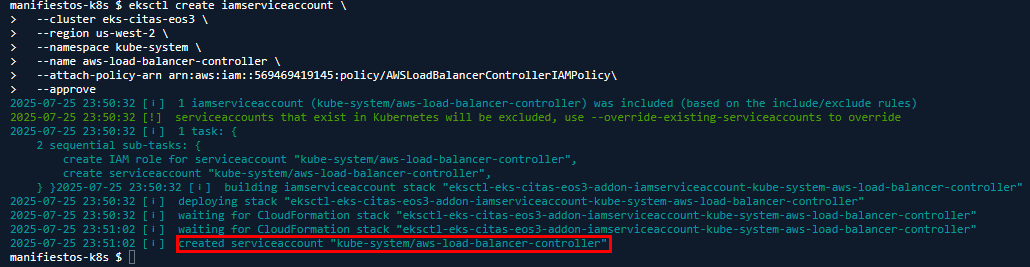 manifiestos-k8s $ eksctl create iamserviceaccount \
>   --cluster eks-citas-eos3 \
>   --region us-west-2 \
>   --namespace kube-system \
>   --name aws-load-balancer-controller \
>   --attach-policy-arn arn:aws:iam::569469419145:policy/AWSLoadBalancerControllerIAMPolicy\
>   --approve
2025-07-25 23:50:32 [ℹ]  1 iamserviceaccount (kube-system/aws-load-balancer-controller) was included (based on the include/exclude rules)
2025-07-25 23:50:32 [!]  serviceaccounts that exist in Kubernetes will be excluded, use --override-existing-serviceaccounts to override
2025-07-25 23:50:32 [ℹ]  1 task: {
    2 sequential sub-tasks: {
        create IAM role for serviceaccount "kube-system/aws-load-balancer-controller",
        create serviceaccount "kube-system/aws-load-balancer-controller",
    } }2025-07-25 23:50:32 [ℹ]  building iamserviceaccount stack "eksctl-eks-citas-eos3-addon-iamserviceaccount-kube-system-aws-load-balancer-controller"
2025-07-25 23:50:32 [ℹ]  deploying stack "eksctl-eks-citas-eos3-addon-iamserviceaccount-kube-system-aws-load-balancer-controller"
2025-07-25 23:50:32 [ℹ]  waiting for CloudFormation stack "eksctl-eks-citas-eos3-addon-iamserviceaccount-kube-system-aws-load-balancer-controller"
2025-07-25 23:51:02 [ℹ]  waiting for CloudFormation stack "eksctl-eks-citas-eos3-addon-iamserviceaccount-kube-system-aws-load-balancer-controller"
2025-07-25 23:51:02 [ℹ]  created serviceaccount "kube-system/aws-load-balancer-controller"
manifiestos-k8s $